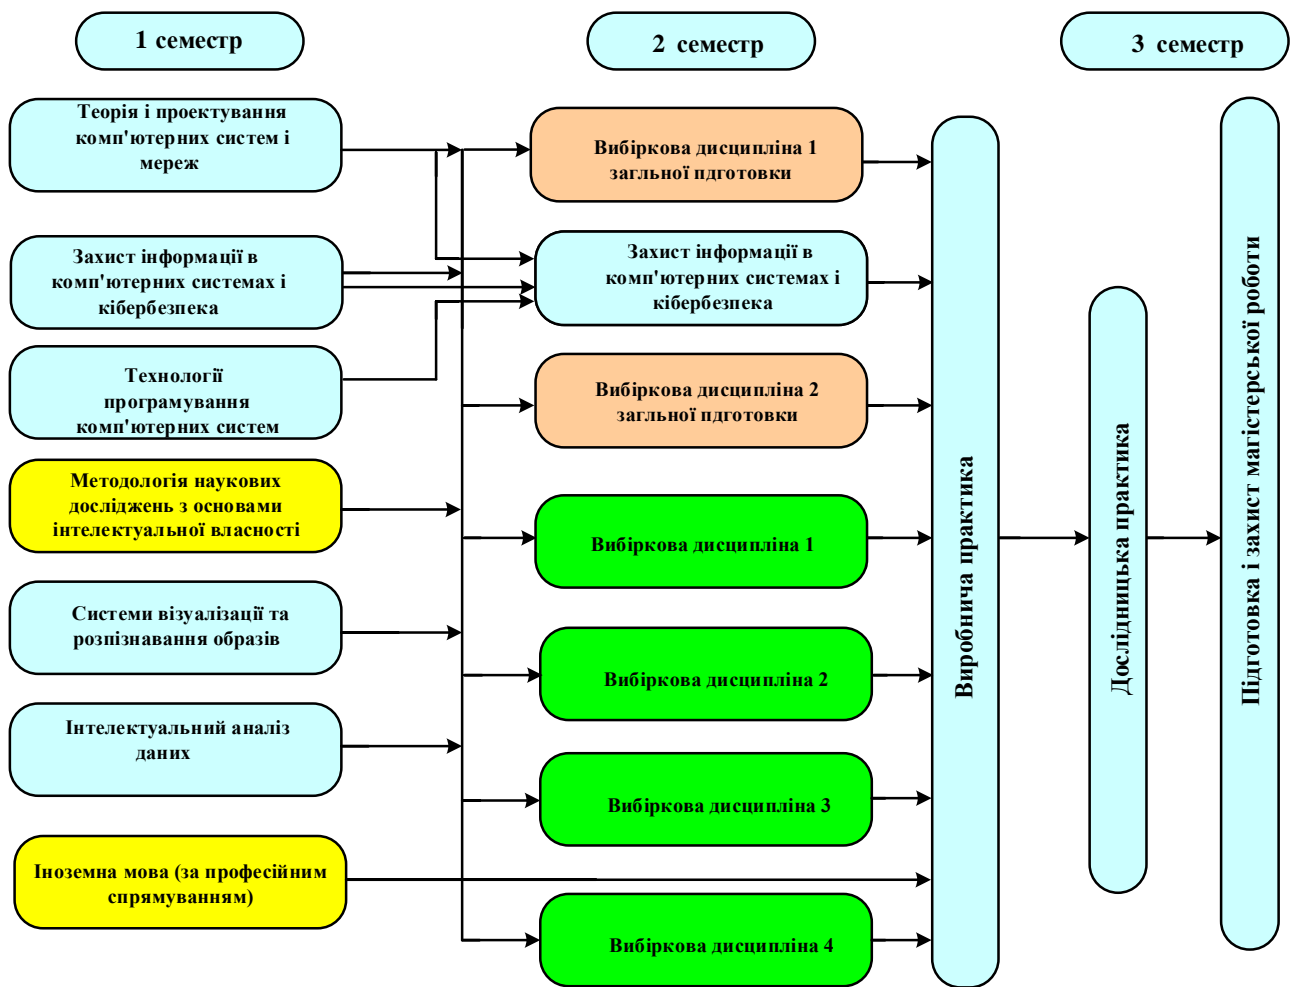 1 семестр
2 семестр
3 семестр
Теорія і проектування
комп'ютерних систем і
мереж
Захист інформації в
комп'ютерних системах і
кібербезпека
Технології
програмування
комп'ютерних систем
Методологія наукових
досліджень з основами
інтелектуальної власності
Системи візуалізації та
розпізнавання образів
Інтелектуальний аналіз
даних
Іноземна мова (за професійним
спрямуванням)
Вибіркова дисципліна 1
загльної пдготовки
Захист інформації в
комп'ютерних системах і
кібербезпека
Вибіркова дисципліна 2
загльної пдготовки
Вибіркова дисципліна 1
Вибіркова дисципліна 2
Вибіркова дисципліна 3
Вибіркова дисципліна 4
Виробнича практика
Дослідницька практика
Підготовка і захист магістерської роботи